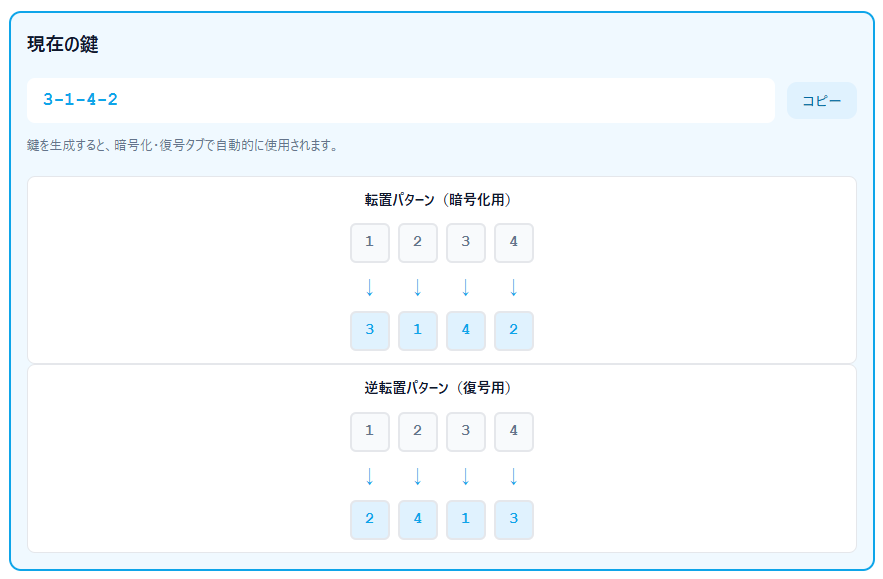 現在の鍵
3-1-4-2
コピー
鍵を生成すると、暗号化・復号タブで自動的に使用されます。
転置パターン（暗号化用）
1 2 3 4
↓ ↓ ↓ ↓
3 1 4 2
逆転置パターン（復号用）
1 2 3 4
↓ ↓ ↓ ↓
2 4 1 3